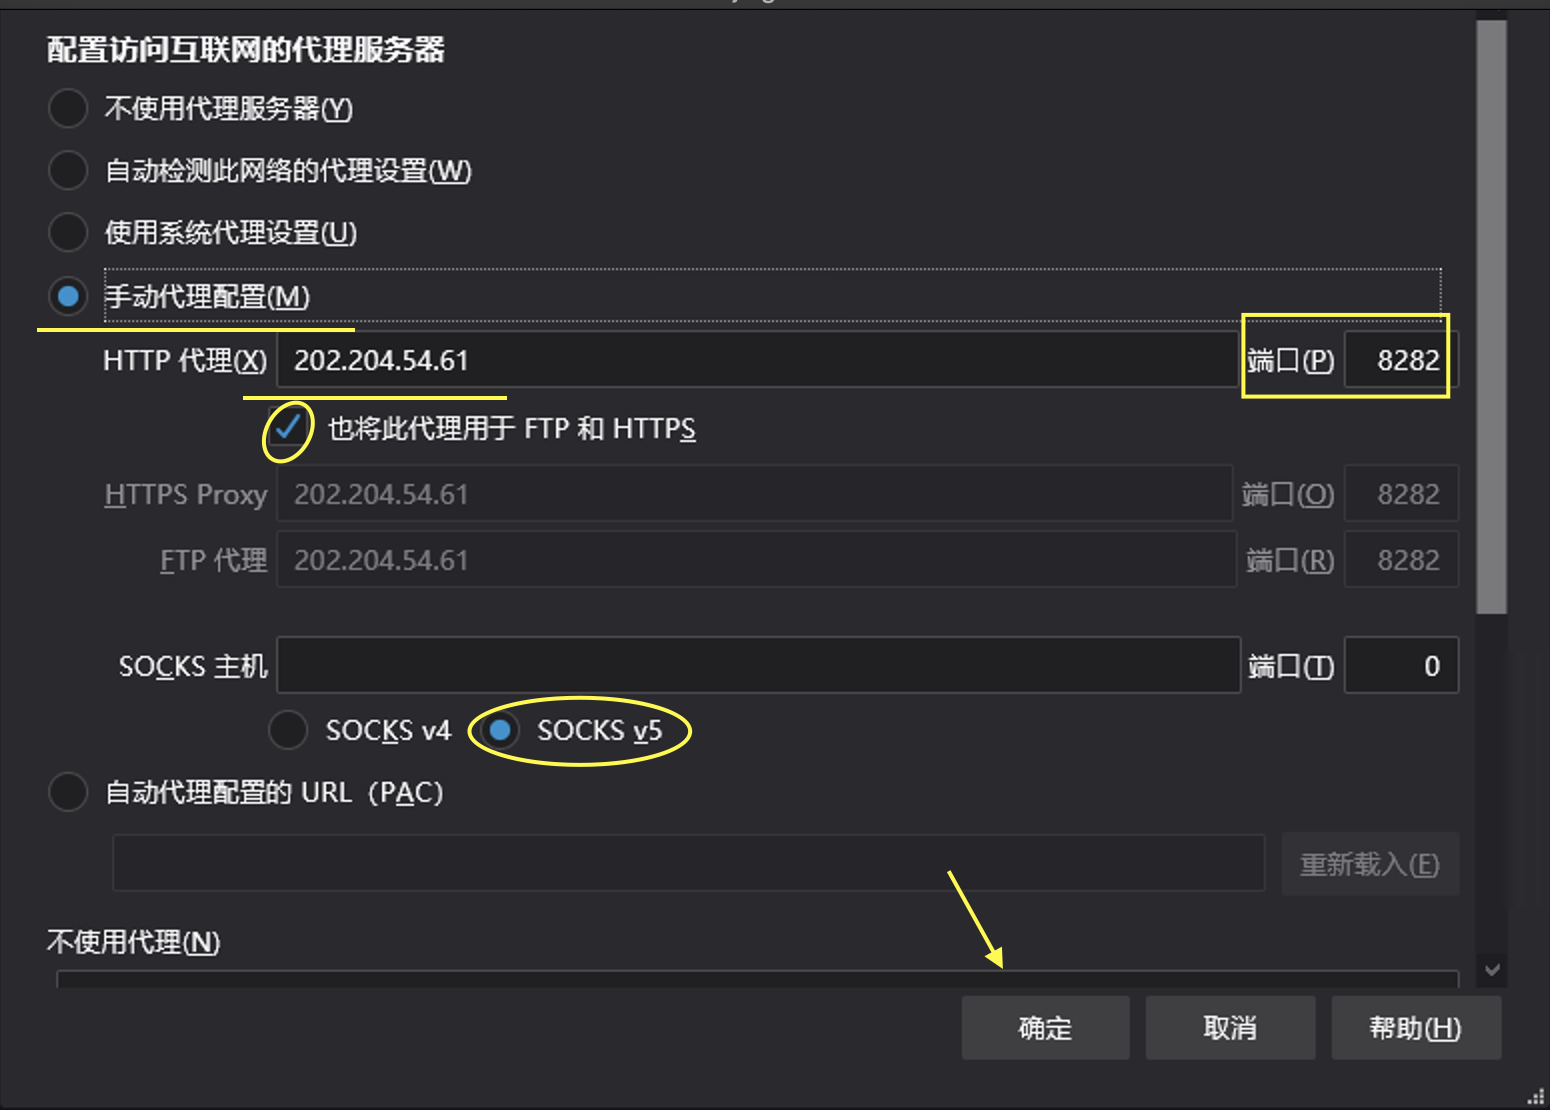 配置访问互联网的代理服务器
不使用代理服务器(Y)
自动检测此网络的代理设置(W)
使用系统代理设置(U)
手动代理配置(M)
HTTP 代理(X) 202.204.54.61 端口(P) 8282
也将此代理用于 FTP 和 HTTPS
HTTPS Proxy 202.204.54.61 端口(O) 8282
FTP 代理 202.204.54.61 端口(R) 8282
SOCKS 主机 端口(T) 0
SOCKS v4 SOCKS v5
自动代理配置的 URL（PAC）
重新载入(E)
不使用代理(N)
确定 取消 帮助(H)